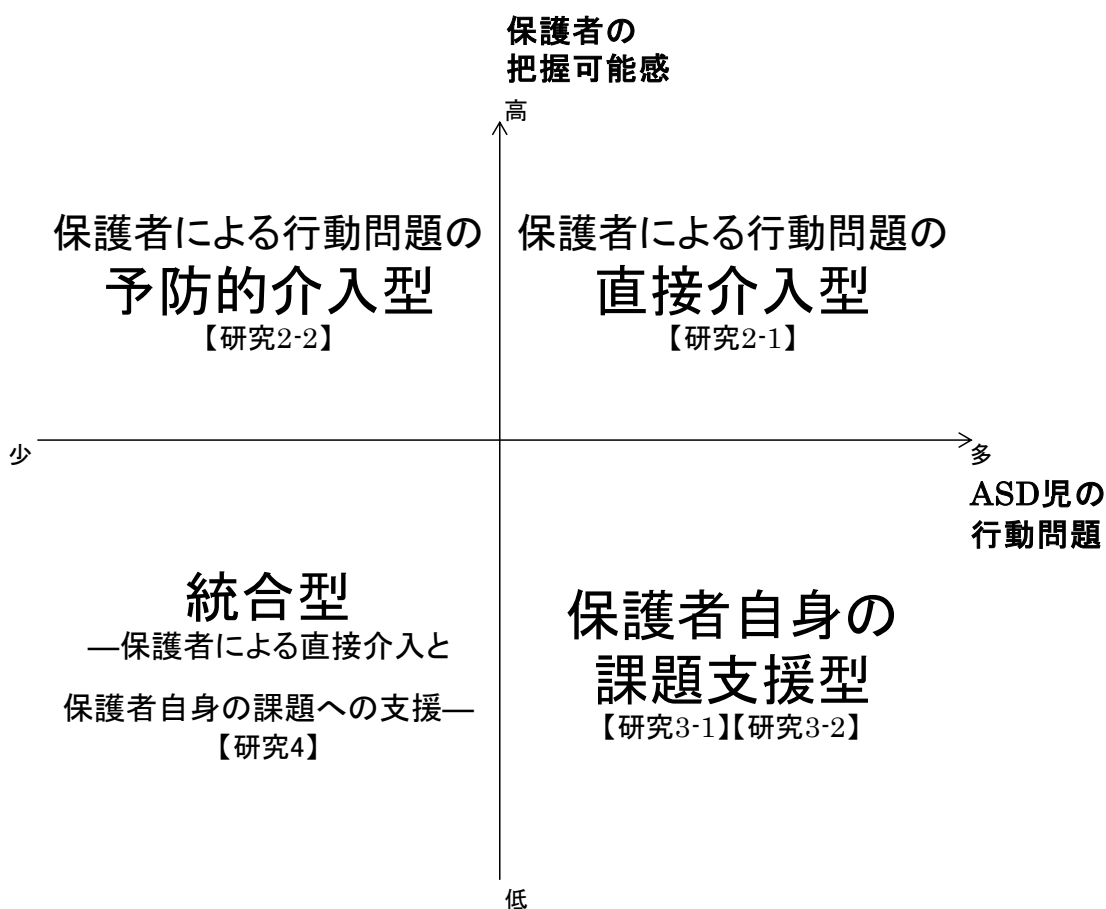 保護者の
把握可能感
高
保護者による行動問題の
予防的介入型
【研究2-2】
保護者による行動問題の
直接介入型
【研究2-1】
少
多
ASD児の
行動問題
統合型
―保護者による直接介入と
保護者自身の課題への支援―
【研究4】
保護者自身の
課題支援型
【研究3-1】【研究3-2】
低